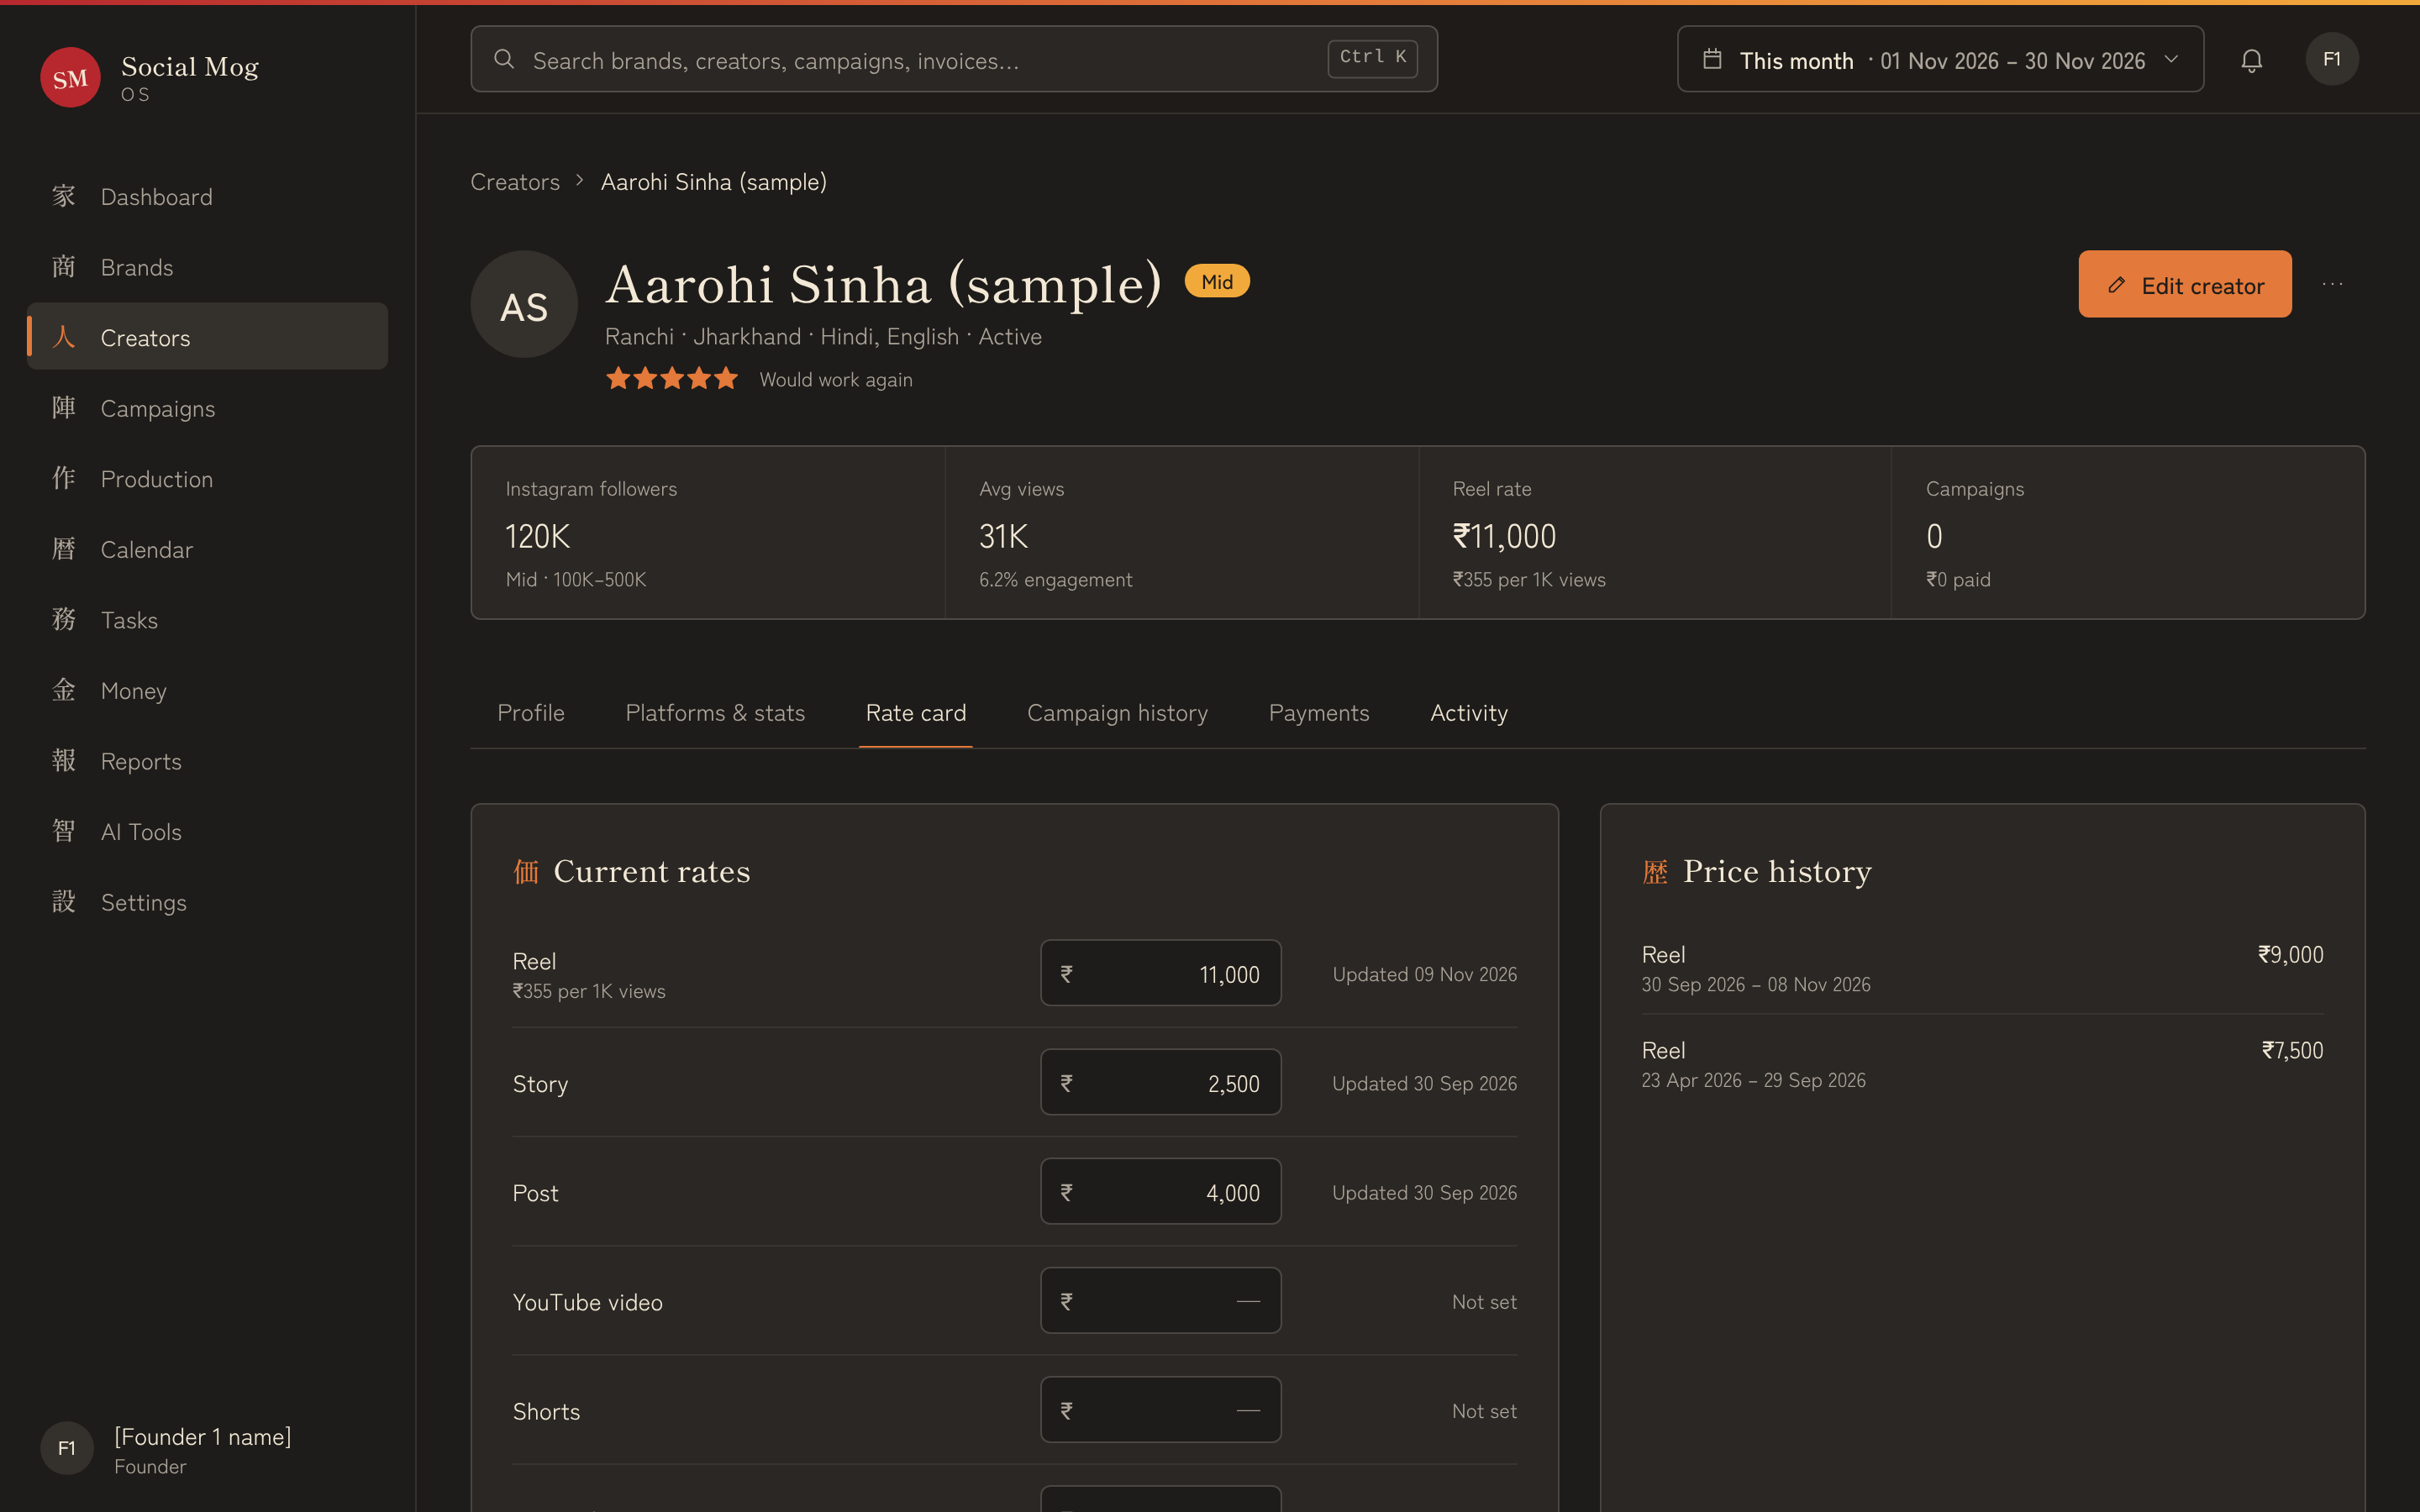 SM
Social Mog
OS
Search brands, creators, campaigns, invoices...
Ctrl K
This month · 01 Nov 2026 – 30 Nov 2026
F1
家 Dashboard
商 Brands
人 Creators
陣 Campaigns
作 Production
暦 Calendar
務 Tasks
金 Money
報 Reports
智 AI Tools
設 Settings
F1
[Founder 1 name]
Founder
Creators > Aarohi Sinha (sample)
AS
Aarohi Sinha (sample) Mid
Ranchi · Jharkhand · Hindi, English · Active
Would work again
Edit creator
...
Instagram followers
120K
Mid · 100K–500K
Avg views
31K
6.2% engagement
Reel rate
₹11,000
₹355 per 1K views
Campaigns
0
₹0 paid
Profile Platforms & stats Rate card Campaign history Payments Activity
価 Current rates
Reel
₹355 per 1K views
₹ 11,000 Updated 09 Nov 2026
Story ₹ 2,500 Updated 30 Sep 2026
Post ₹ 4,000 Updated 30 Sep 2026
YouTube video ₹ — Not set
Shorts ₹ — Not set
歴 Price history
Reel ₹9,000
30 Sep 2026 – 08 Nov 2026
Reel ₹7,500
23 Apr 2026 – 29 Sep 2026